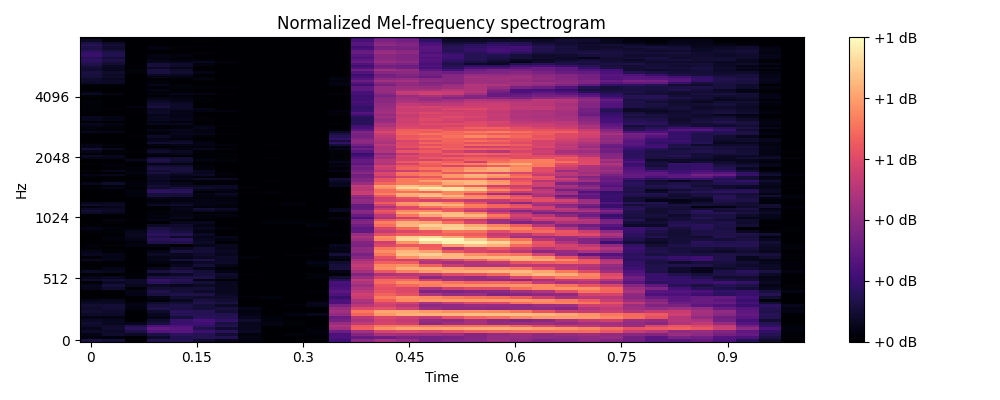 Normalized Mel-frequency spectrogram
Hz
4096
2048
1024
512
0
0 0.15 0.3 0.45 0.6 0.75 0.9
Time
+1 dB
+1 dB
+1 dB
+0 dB
+0 dB
+0 dB